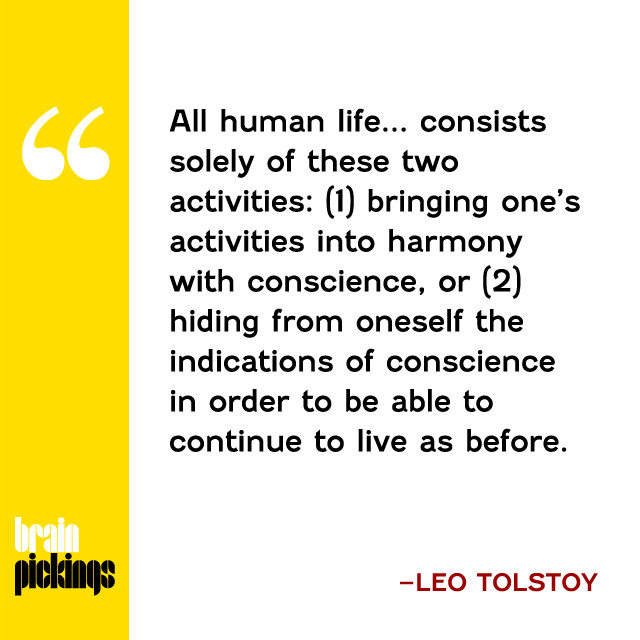 “
All human life... consists
solely of these two
activities: (1) bringing one’s
activities into harmony
with conscience, or (2)
hiding from oneself the
indications of conscience
in order to be able to
continue to live as before.
brain
pickings
–LEO TOLSTOY